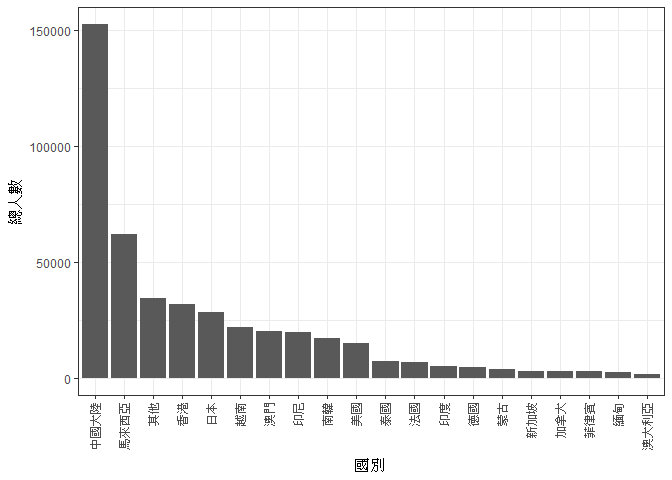 總人數
150000
100000
50000
0
中國大陸
馬來西亞
其他
香港
日本
越南
澳門
印尼
南韓
美國
泰國
法國
印度
德國
蒙古
新加坡
加拿大
菲律賓
緬甸
澳大利亞
國別